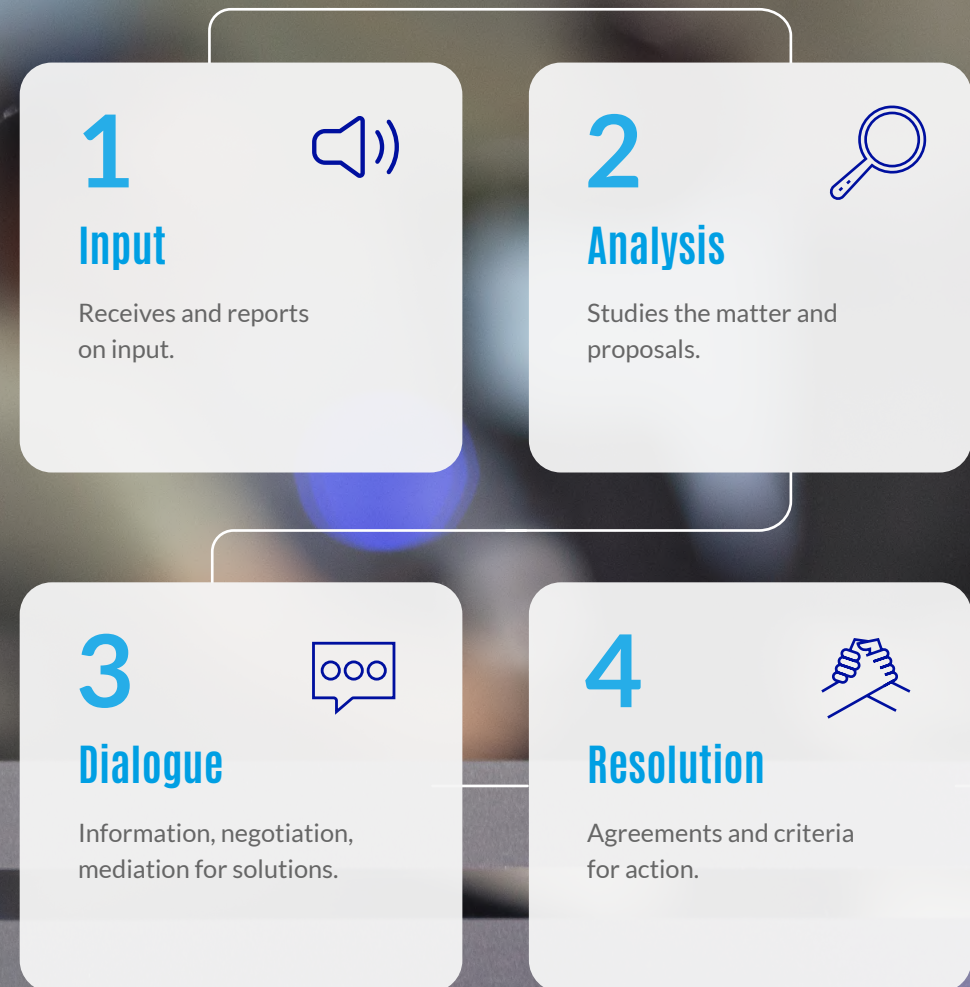 1
Input
Receives and reports
on input.
2
Analysis
Studies the matter and
proposals.
3
Dialogue
Information, negotiation,
mediation for solutions.
4
Resolution
Agreements and criteria
for action.